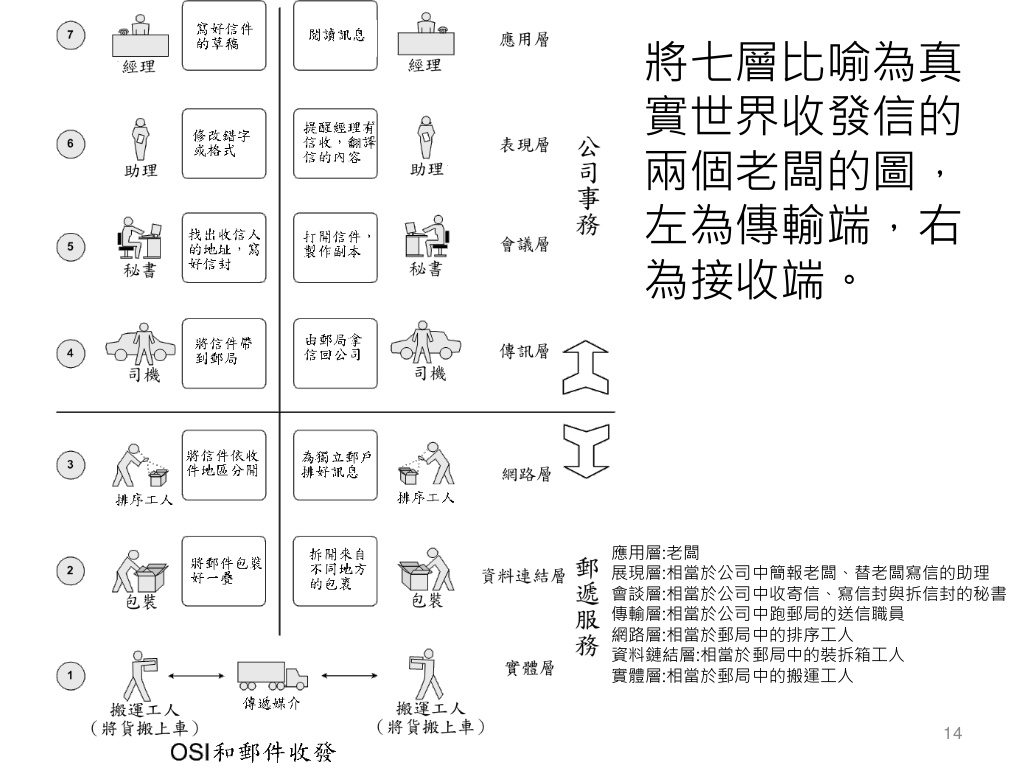 7
寫好信件
的草稿
經理
閱讀訊息
經理
應用層
6
修改錯字
或格式
助理
提醒經理有
信收，翻譯
信的內容
助理
表現層
5
找出收信人
的地址，寫
好信封
秘書
打開信件，
製作副本
秘書
會議層
公司事務
4
將信件帶
到郵局
司機
由郵局拿
信回公司
司機
傳訊層
3
將信件依收
件地區分開
排序工人
為獨立郵戶
排好訊息
排序工人
網路層
2
將郵件包裝
好一疊
包裝
拆開來自
不同地方
的包裹
包裝
資料連結層
郵遞服務
1
搬運工人
（將貨搬上車）
傳遞媒介
搬運工人
（將貨搬上車）
實體層
OSI和郵件收發
將七層比喻為真
實世界收發信的
兩個老闆的圖，
左為傳輸端，右
為接收端。
應用層:老闆
展現層:相當於公司中簡報老闆、替老闆寫信的助理
會談層:相當於公司中收寄信、寫信封與拆信封的秘書
傳輸層:相當於公司中跑郵局的送信職員
網路層:相當於郵局中的排序工人
資料鏈結層:相當於郵局中的裝拆箱工人
實體層:相當於郵局中的搬運工人
14